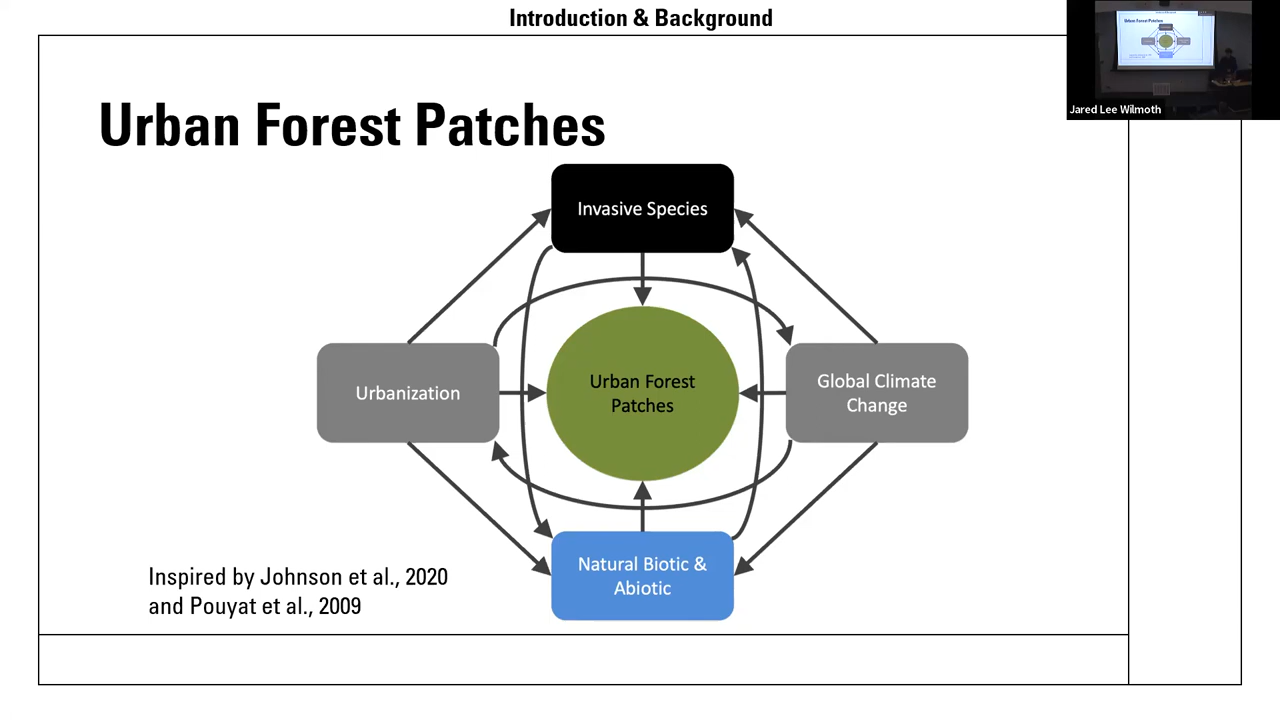 Introduction & Background
Jared Lee Wilmoth
Urban Forest Patches
Invasive Species
Urbanization
Urban Forest
Patches
Global Climate
Change
Natural Biotic &
Abiotic
Inspired by Johnson et al., 2020
and Pouyat et al., 2009